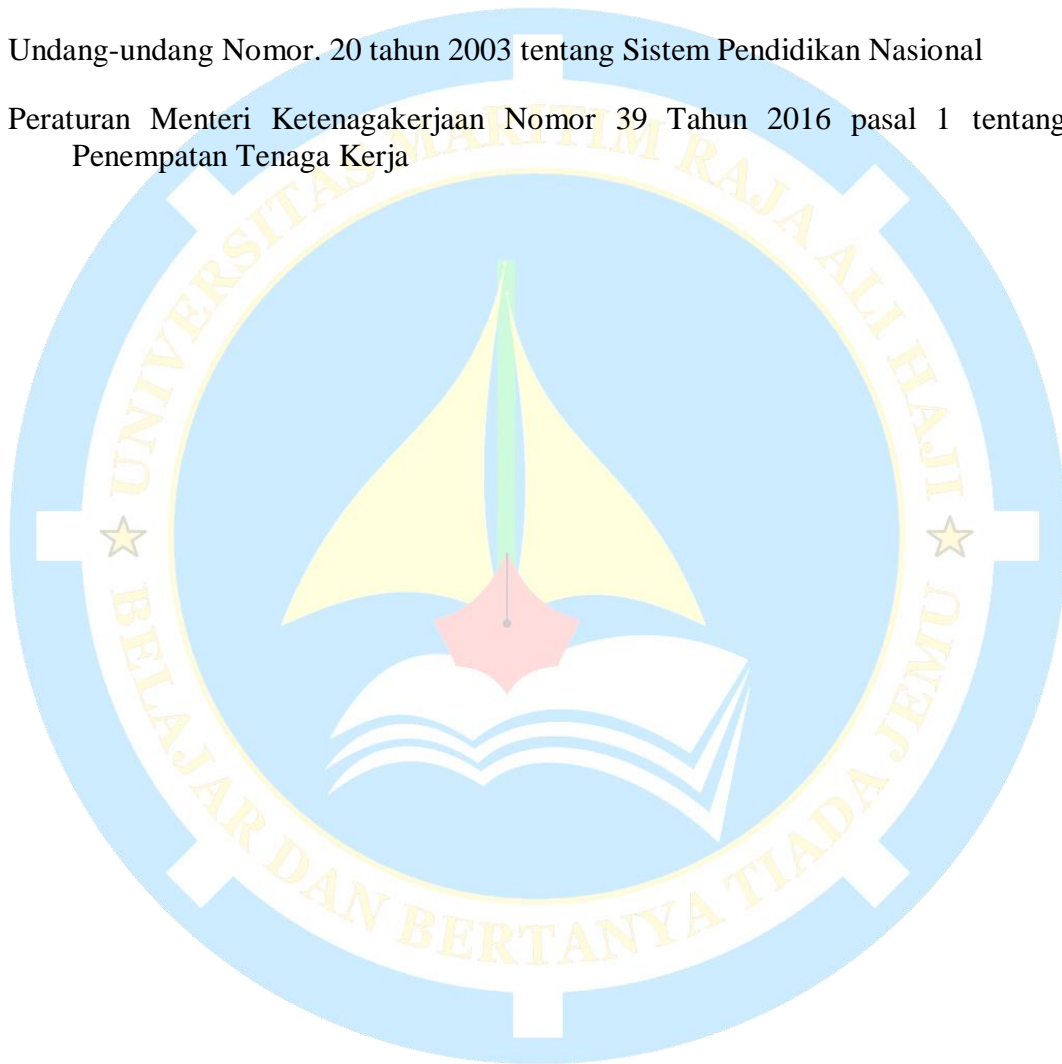 Undang-undang Nomor. 20 tahun 2003 tentang Sistem Pendidikan Nasional
Peraturan Menteri Ketenagakerjaan Nomor 39 Tahun 2016 pasal 1 tentang
Penempatan Tenaga Kerja
UNIVERSITAS MARITIM RAJA ALI HAJI
BELAJAR DAN BERTANYA TIADA JEMU